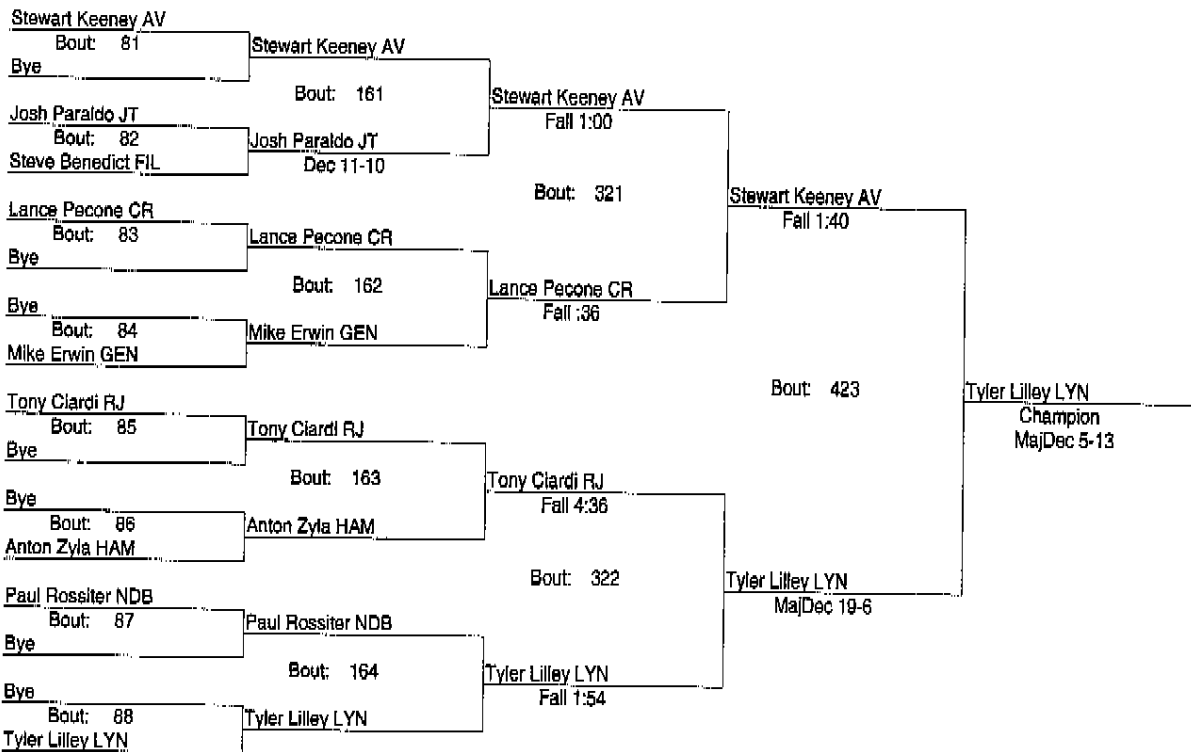 Stewart Keeney AV
Bout: 81
Bye
Josh Paraldo JT
Bout: 82
Steve Benedict FIL
Lance Pecone CR
Bout: 83
Bye
Bye
Bout: 84
Mike Erwin GEN
Tony Ciardi RJ
Bout: 85
Bye
Bye
Bout: 86
Anton Zyla HAM
Paul Rossiter NDB
Bout: 87
Bye
Bye
Bout: 88
Tyler Lilley LYN
Stewart Keeney AV
Bout: 161
Josh Paraldo JT
Dec 11-10
Lance Pecone CR
Bout: 162
Mike Erwin GEN
Tony Ciardi RJ
Bout: 163
Anton Zyla HAM
Paul Rossiter NDB
Bout: 164
Tyler Lilley LYN
Stewart Keeney AV
Fall 1:00
Bout: 321
Lance Pecone CR
Fall :36
Tony Ciardi RJ
Fall 4:36
Bout: 322
Tyler Lilley LYN
Fall 1:54
Stewart Keeney AV
Fall 1:40
Bout: 423
Tyler Lilley LYN
MajDec 19-6
Tyler Lilley LYN
Champion
MajDec 5-13